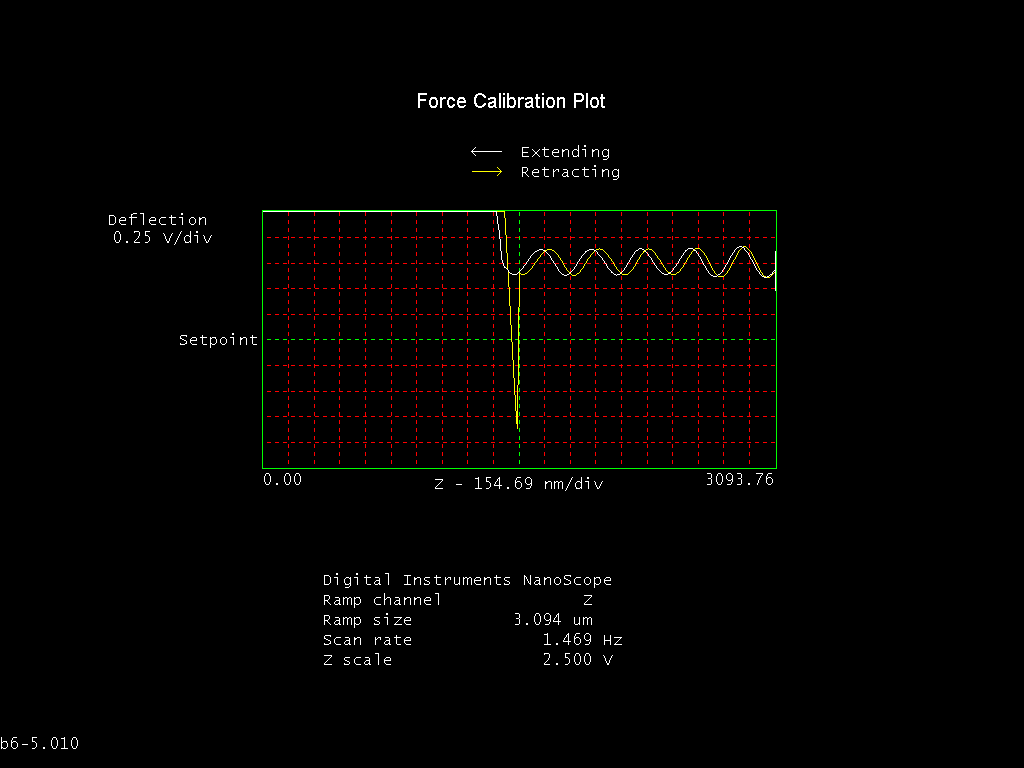 Force Calibration Plot
Extending
Retracting
Deflection
0.25 V/div
Setpoint
0.00
Z - 154.69 nm/div
3093.76
Digital Instruments NanoScope
Ramp channel Z
Ramp size 3.094 um
Scan rate 1.469 Hz
Z scale 2.500 V
b6-5.010